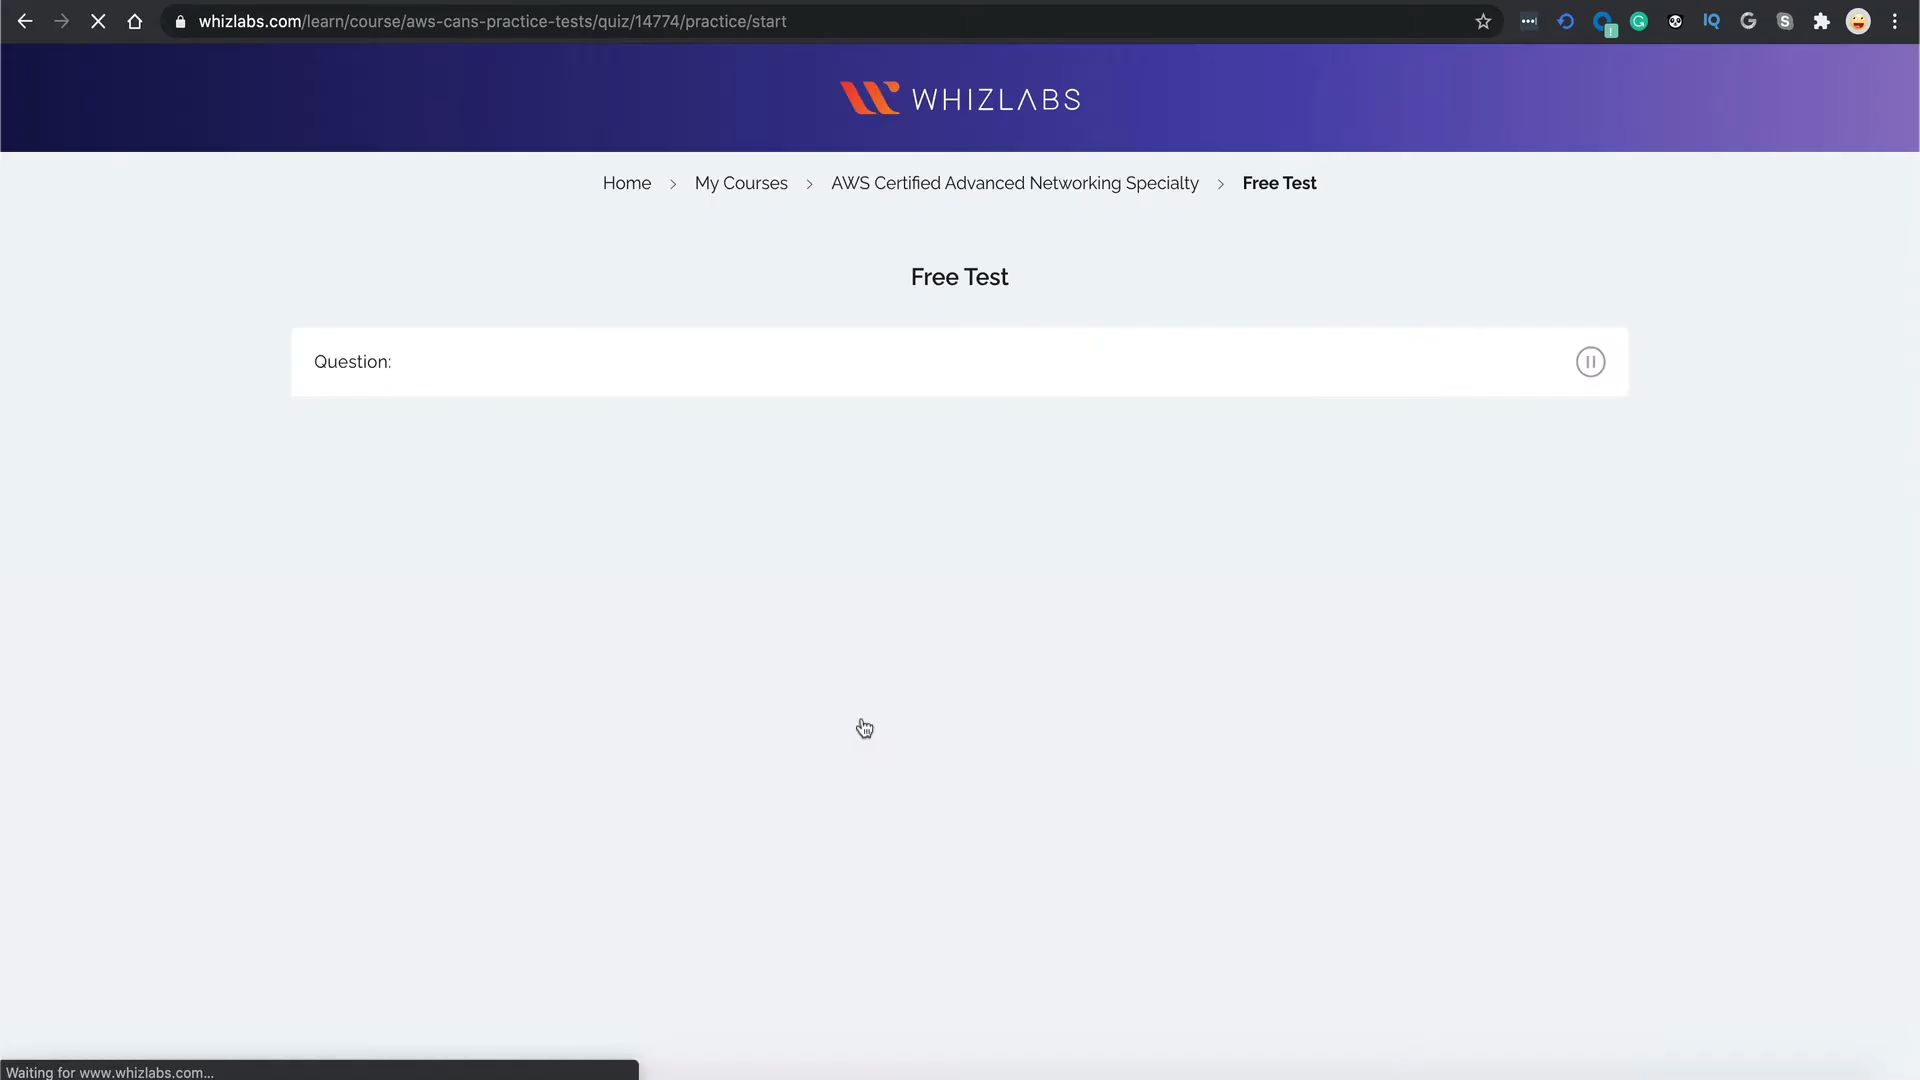 whizlabs.com/learn/course/aws-cans-practice-tests/quiz/14774/practice/start
IQ
G
S
WHIZLABS
Home > My Courses > AWS Certified Advanced Networking Specialty > Free Test
Free Test
Question:
Waiting for www.whizlabs.com...